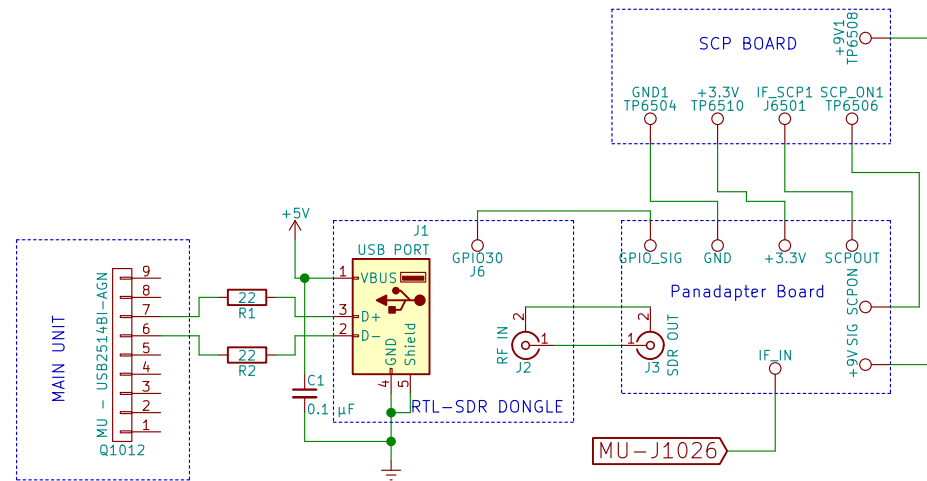 SCP BOARD
+9V1
TP6508
GND1
TP6504
+3.3V
TP6510
IF_SCP1
J6501
SCP_ON1
TP6506
+5V
J1
USB PORT
1
VBUS
3
D+
2
D-
GND
Shield
4
5
GPIO30
J6
RTL-SDR DONGLE
RF IN
2
1
J2
2
1
J3
SDR OUT
GPIO_SIG
GND
+3.3V
SCPOUT
Panadapter Board
SCPON
+9V SIG
IF_IN
MU-J1026
MAIN UNIT
MU - USB2514BI-AGN
9
8
7
6
5
4
3
2
1
Q1012
22
R1
22
R2
C1
0.1 µF